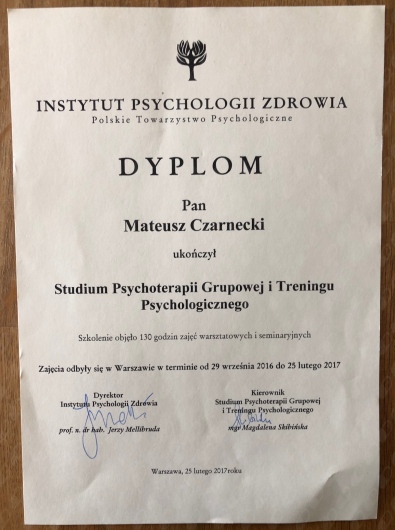 INSTYTUT PSYCHOLOGII ZDROWIA
Polskie Towarzystwo Psychologiczne
DYPLOM
Pan
Mateusz Czarnecki
ukończył
Studium Psychoterapii Grupowej i Treningu
Psychologicznego
Szkolenie objęło 130 godzin zajęć warsztatowych i seminaryjnych
Zajęcia odbyły się w Warszawie w terminie od 29 września 2016 do 25 lutego 2017
Dyrektor
Instytutu Psychologii Zdrowia
prof. n. dr hab. Jerzy Mellibruda
Kierownik
Studium Psychoterapii Grupowej
i Treningu Psychologicznego
mgr Magdalena Skibińska
Warszawa, 25 lutego 2017roku